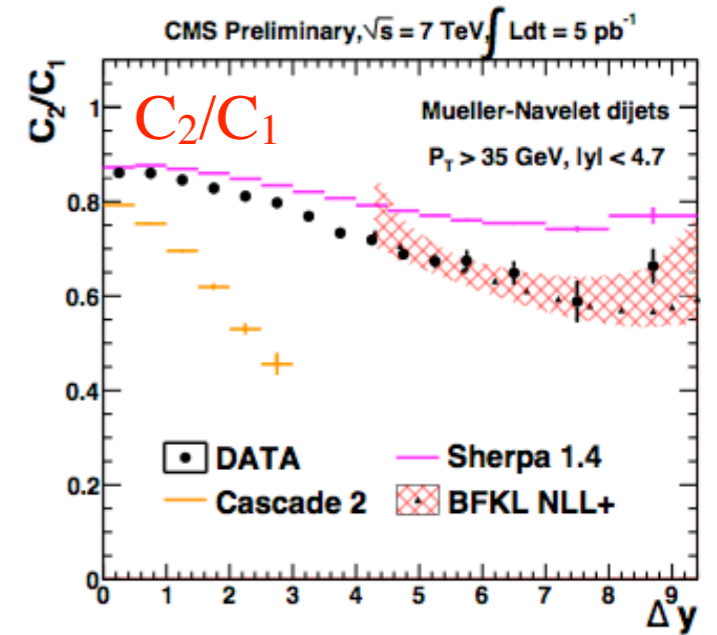 CMS Preliminary, √s = 7 TeV, ∫ Ldt = 5 pb⁻¹
C₂/C₁
C₂/C₁
Mueller-Navelet dijets
P_T > 35 GeV, |y| < 4.7
1
0.8
0.6
0.4
0.2
0
DATA
Sherpa 1.4
Cascade 2
BFKL NLL+
0 1 2 3 4 5 6 7 8 9
Δy